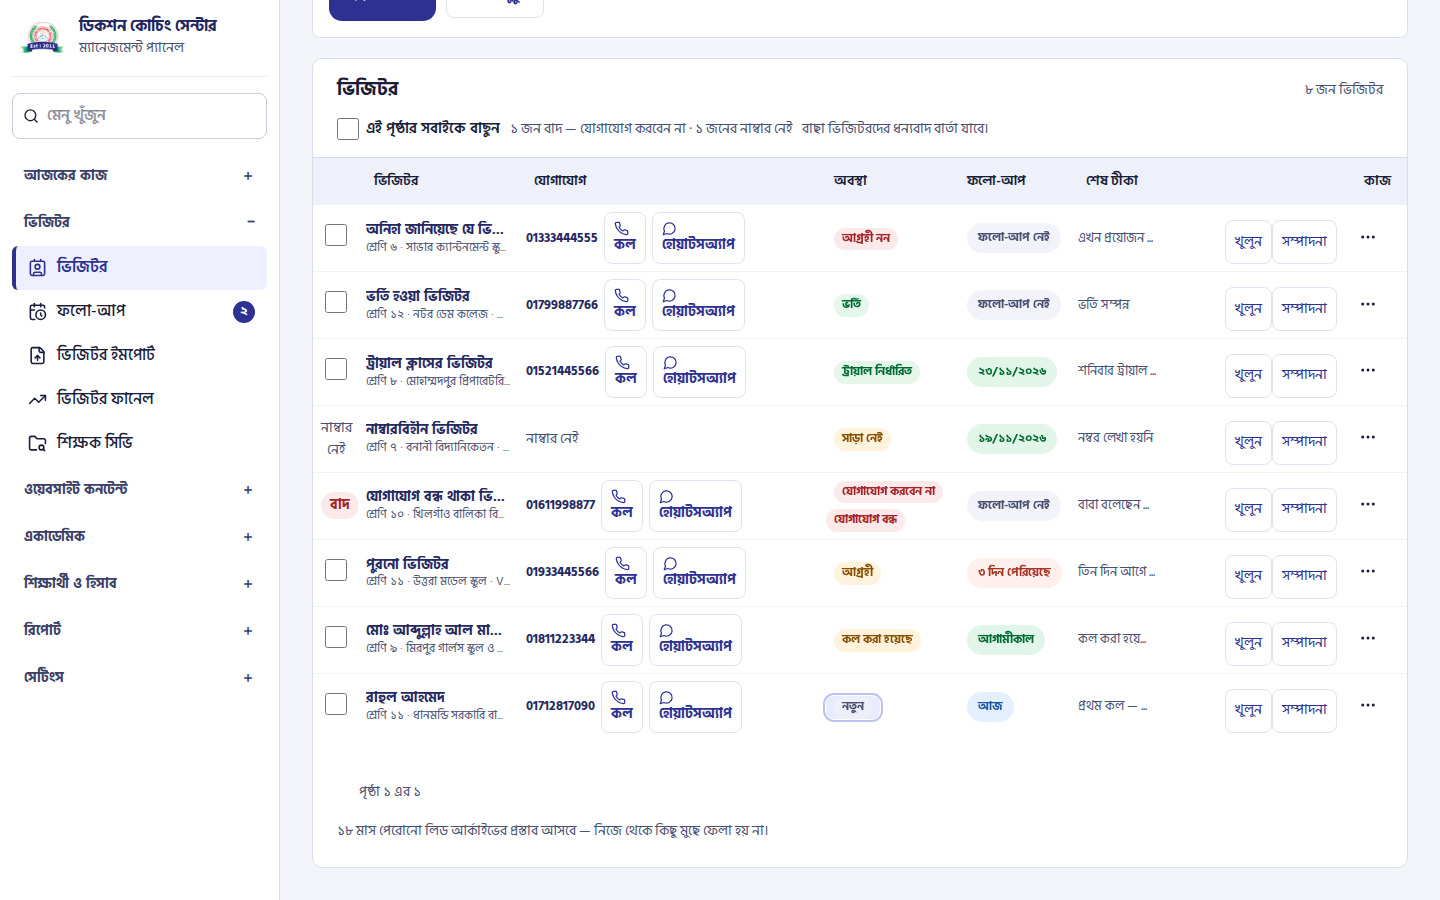 ডিকশন কোচিং সেন্টার
ম্যানেজমেন্ট প্যানেল
Est : 2011
মেনু খুঁজুন
আজকের কাজ +
ভিজিটর −
ভিজিটর
ফলো-আপ ২
ভিজিটর ইমপোর্ট
ভিজিটর ফানেল
শিক্ষক সিভি
ওয়েবসাইট কনটেন্ট +
একাডেমিক +
শিক্ষার্থী ও হিসাব +
রিপোর্ট +
সেটিংস +
ভিজিটর ৮ জন ভিজিটর
এই পৃষ্ঠার সবাইকে বাছুন ১ জন বাদ — যোগাযোগ করবেন না · ১ জনের নাম্বার নেই বাছা ভিজিটরদের ধন্যবাদ বার্তা যাবে।
ভিজিটর যোগাযোগ অবস্থা ফলো-আপ শেষ টীকা কাজ
অনিহা জানিয়েছে যে ভি...
শ্রেণি ৬ · সাভার ক্যান্টনমেন্ট স্কু...
01333444555 কল হোয়াটসঅ্যাপ আগ্রহী নন ফলো-আপ নেই এখন প্রয়োজন ... খুলুন সম্পাদনা ...
ভর্তি হওয়া ভিজিটর
শ্রেণি ১২ · নটর ডেম কলেজ · ...
01799887766 কল হোয়াটসঅ্যাপ ভর্তি ফলো-আপ নেই ভর্তি সম্পন্ন খুলুন সম্পাদনা ...
ট্রায়াল ক্লাসের ভিজিটর
শ্রেণি ৮ · মোহাম্মদপুর প্রিপারেটরি...
01521445566 কল হোয়াটসঅ্যাপ ট্রায়াল নির্ধারিত ২৩/১১/২০২৬ শনিবার ট্রায়াল ... খুলুন সম্পাদনা ...
নাম্বার নেই
নাম্বারবিহীন ভিজিটর
শ্রেণি ৭ · বনানী বিদ্যানিকেতন · ...
নাম্বার নেই সাড়া নেই ১৯/১১/২০২৬ নম্বর লেখা হয়নি খুলুন সম্পাদনা ...
বাদ
যোগাযোগ বন্ধ থাকা ভি...
শ্রেণি ১০ · খিলগাঁও বালিকা বি...
01611998877 কল হোয়াটসঅ্যাপ যোগাযোগ করবেন না
যোগাযোগ বন্ধ
ফলো-আপ নেই বাবা বলেছেন ... খুলুন সম্পাদনা ...
পুরনো ভিজিটর
শ্রেণি ১১ · উত্তরা মডেল স্কুল · V...
01933445566 কল হোয়াটসঅ্যাপ আগ্রহী ৩ দিন পেরিয়েছে তিন দিন আগে ... খুলুন সম্পাদনা ...
মোঃ আব্দুল্লাহ আল মা...
শ্রেণি ৯ · মিরপুর গার্লস স্কুল ও ...
01811223344 কল হোয়াটসঅ্যাপ কল করা হয়েছে আগামীকাল কল করা হয়ে... খুলুন সম্পাদনা ...
রাহুল আহমেদ
শ্রেণি ১১ · ধানমন্ডি সরকারি বা...
01712817090 কল হোয়াটসঅ্যাপ নতুন আজ প্রথম কল — ... খুলুন সম্পাদনা ...
পৃষ্ঠা ১ এর ১
১৮ মাস পেরোনো লিড আর্কাইভের প্রস্তাব আসবে — নিজে থেকে কিছু মুছে ফেলা হয় না।